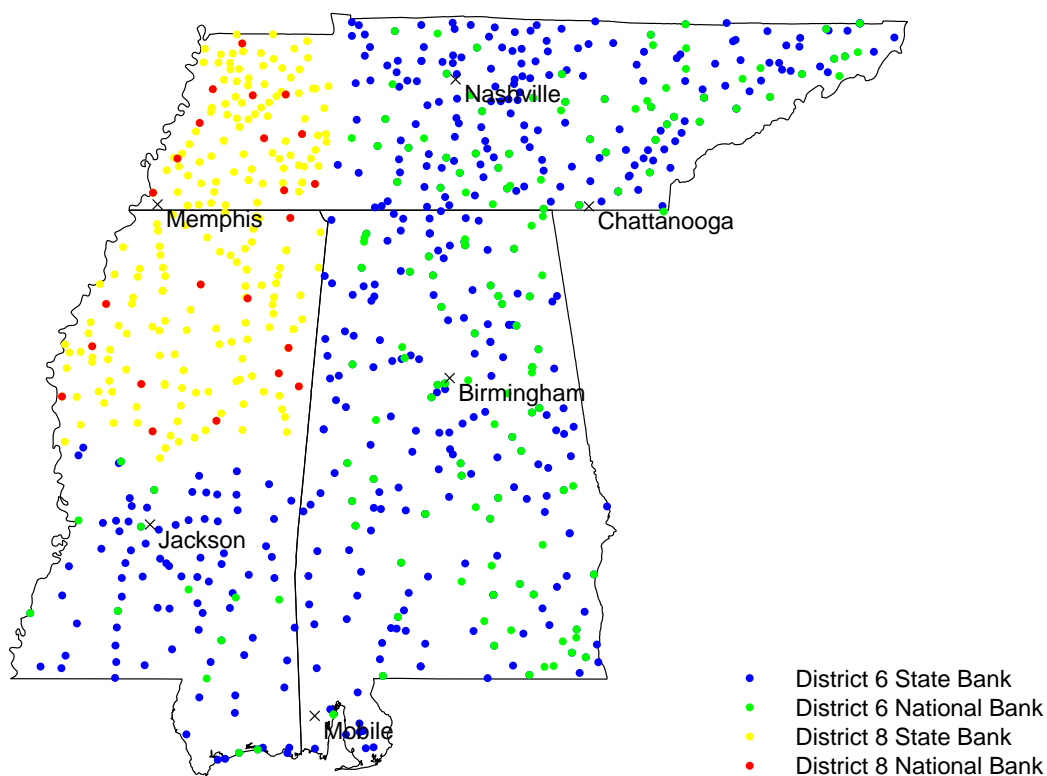 Nashville
Memphis
Chattanooga
Birmingham
Jackson
Mobile
District 6 State Bank
District 6 National Bank
District 8 State Bank
District 8 National Bank